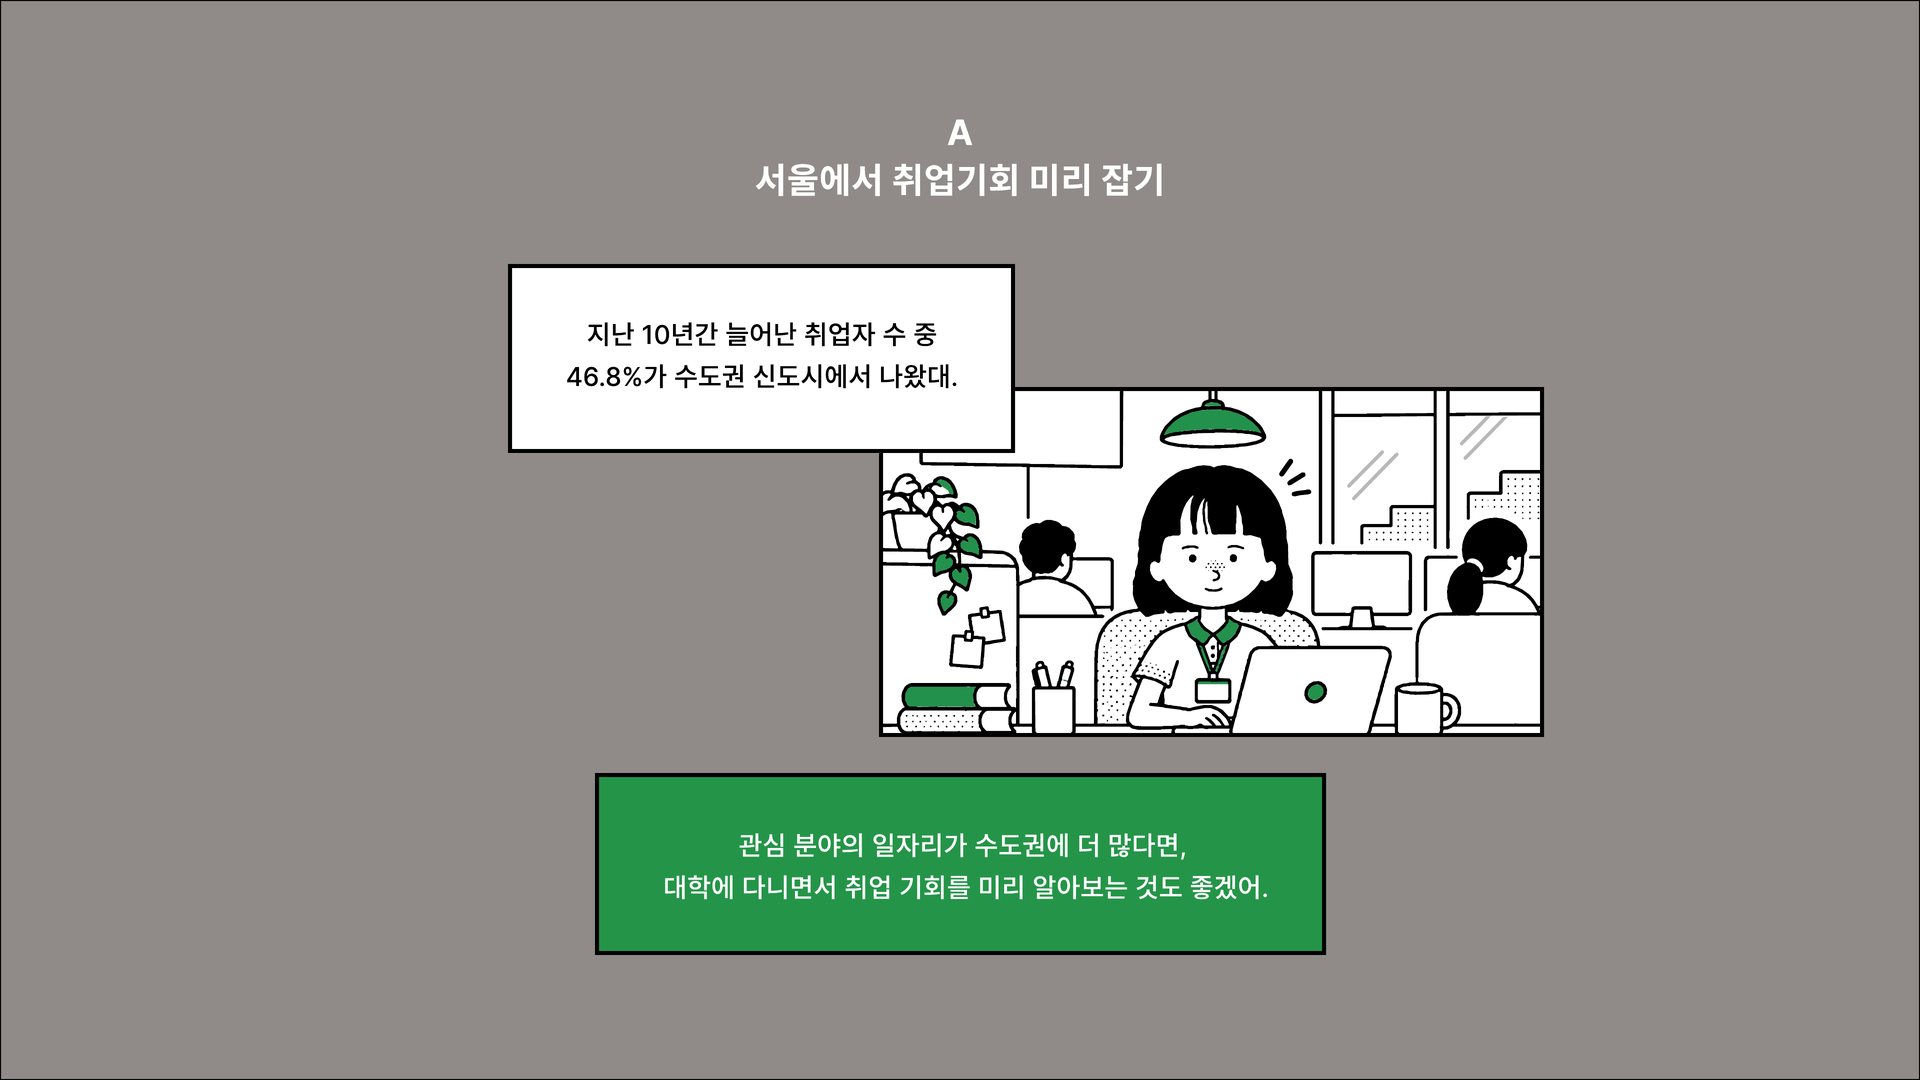 A
서울에서 취업기회 미리 잡기
지난 10년간 늘어난 취업자 수 중
46.8%가 수도권 신도시에서 나왔대.
관심 분야의 일자리가 수도권에 더 많다면,
대학에 다니면서 취업 기회를 미리 알아보는 것도 좋겠어.